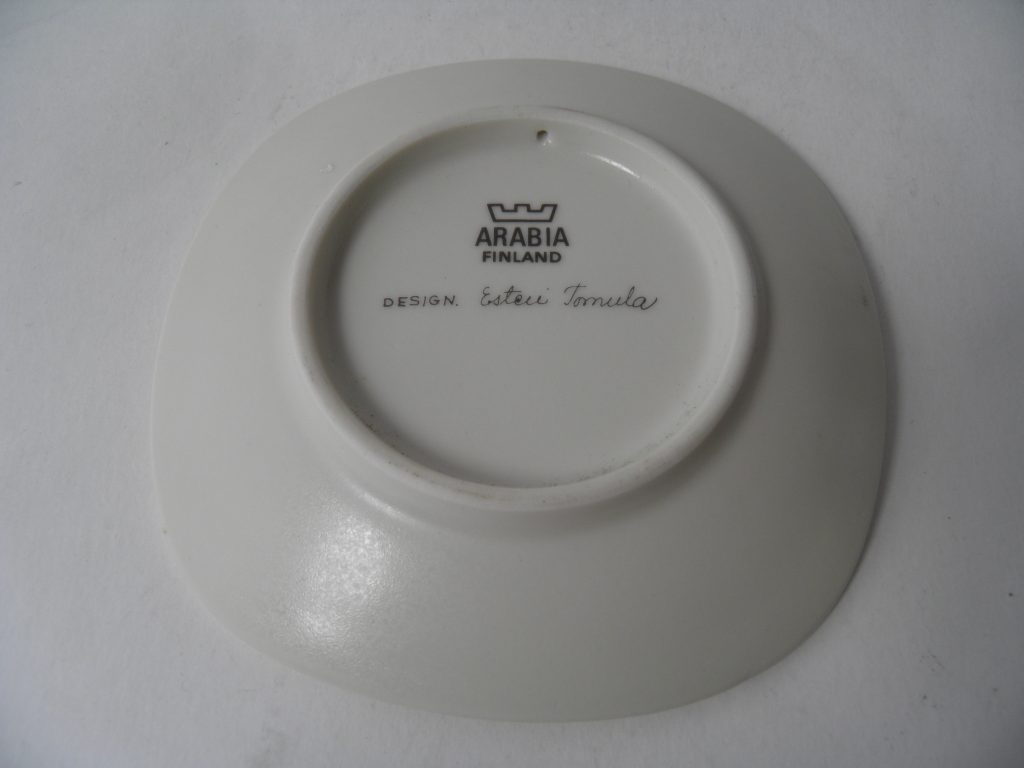 ARABIA
FINLAND
DESIGN. Esteri Tomula